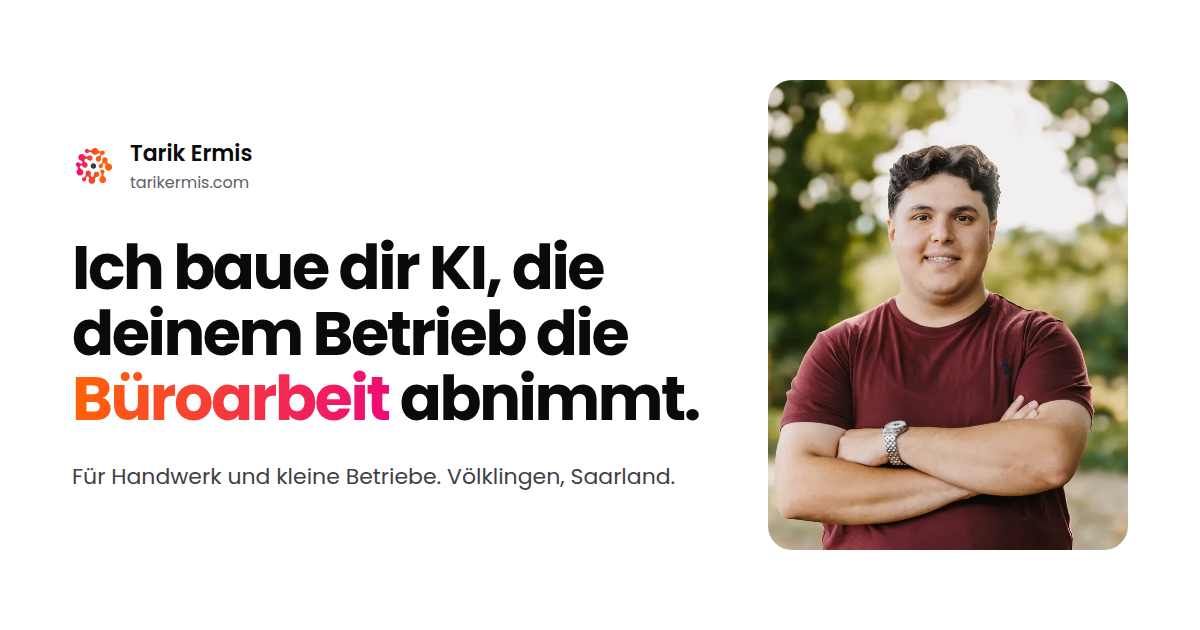 Tarik Ermis
tarikermis.com
Ich baue dir KI, die
deinem Betrieb die
Büroarbeit abnimmt.
Für Handwerk und kleine Betriebe. Völklingen, Saarland.